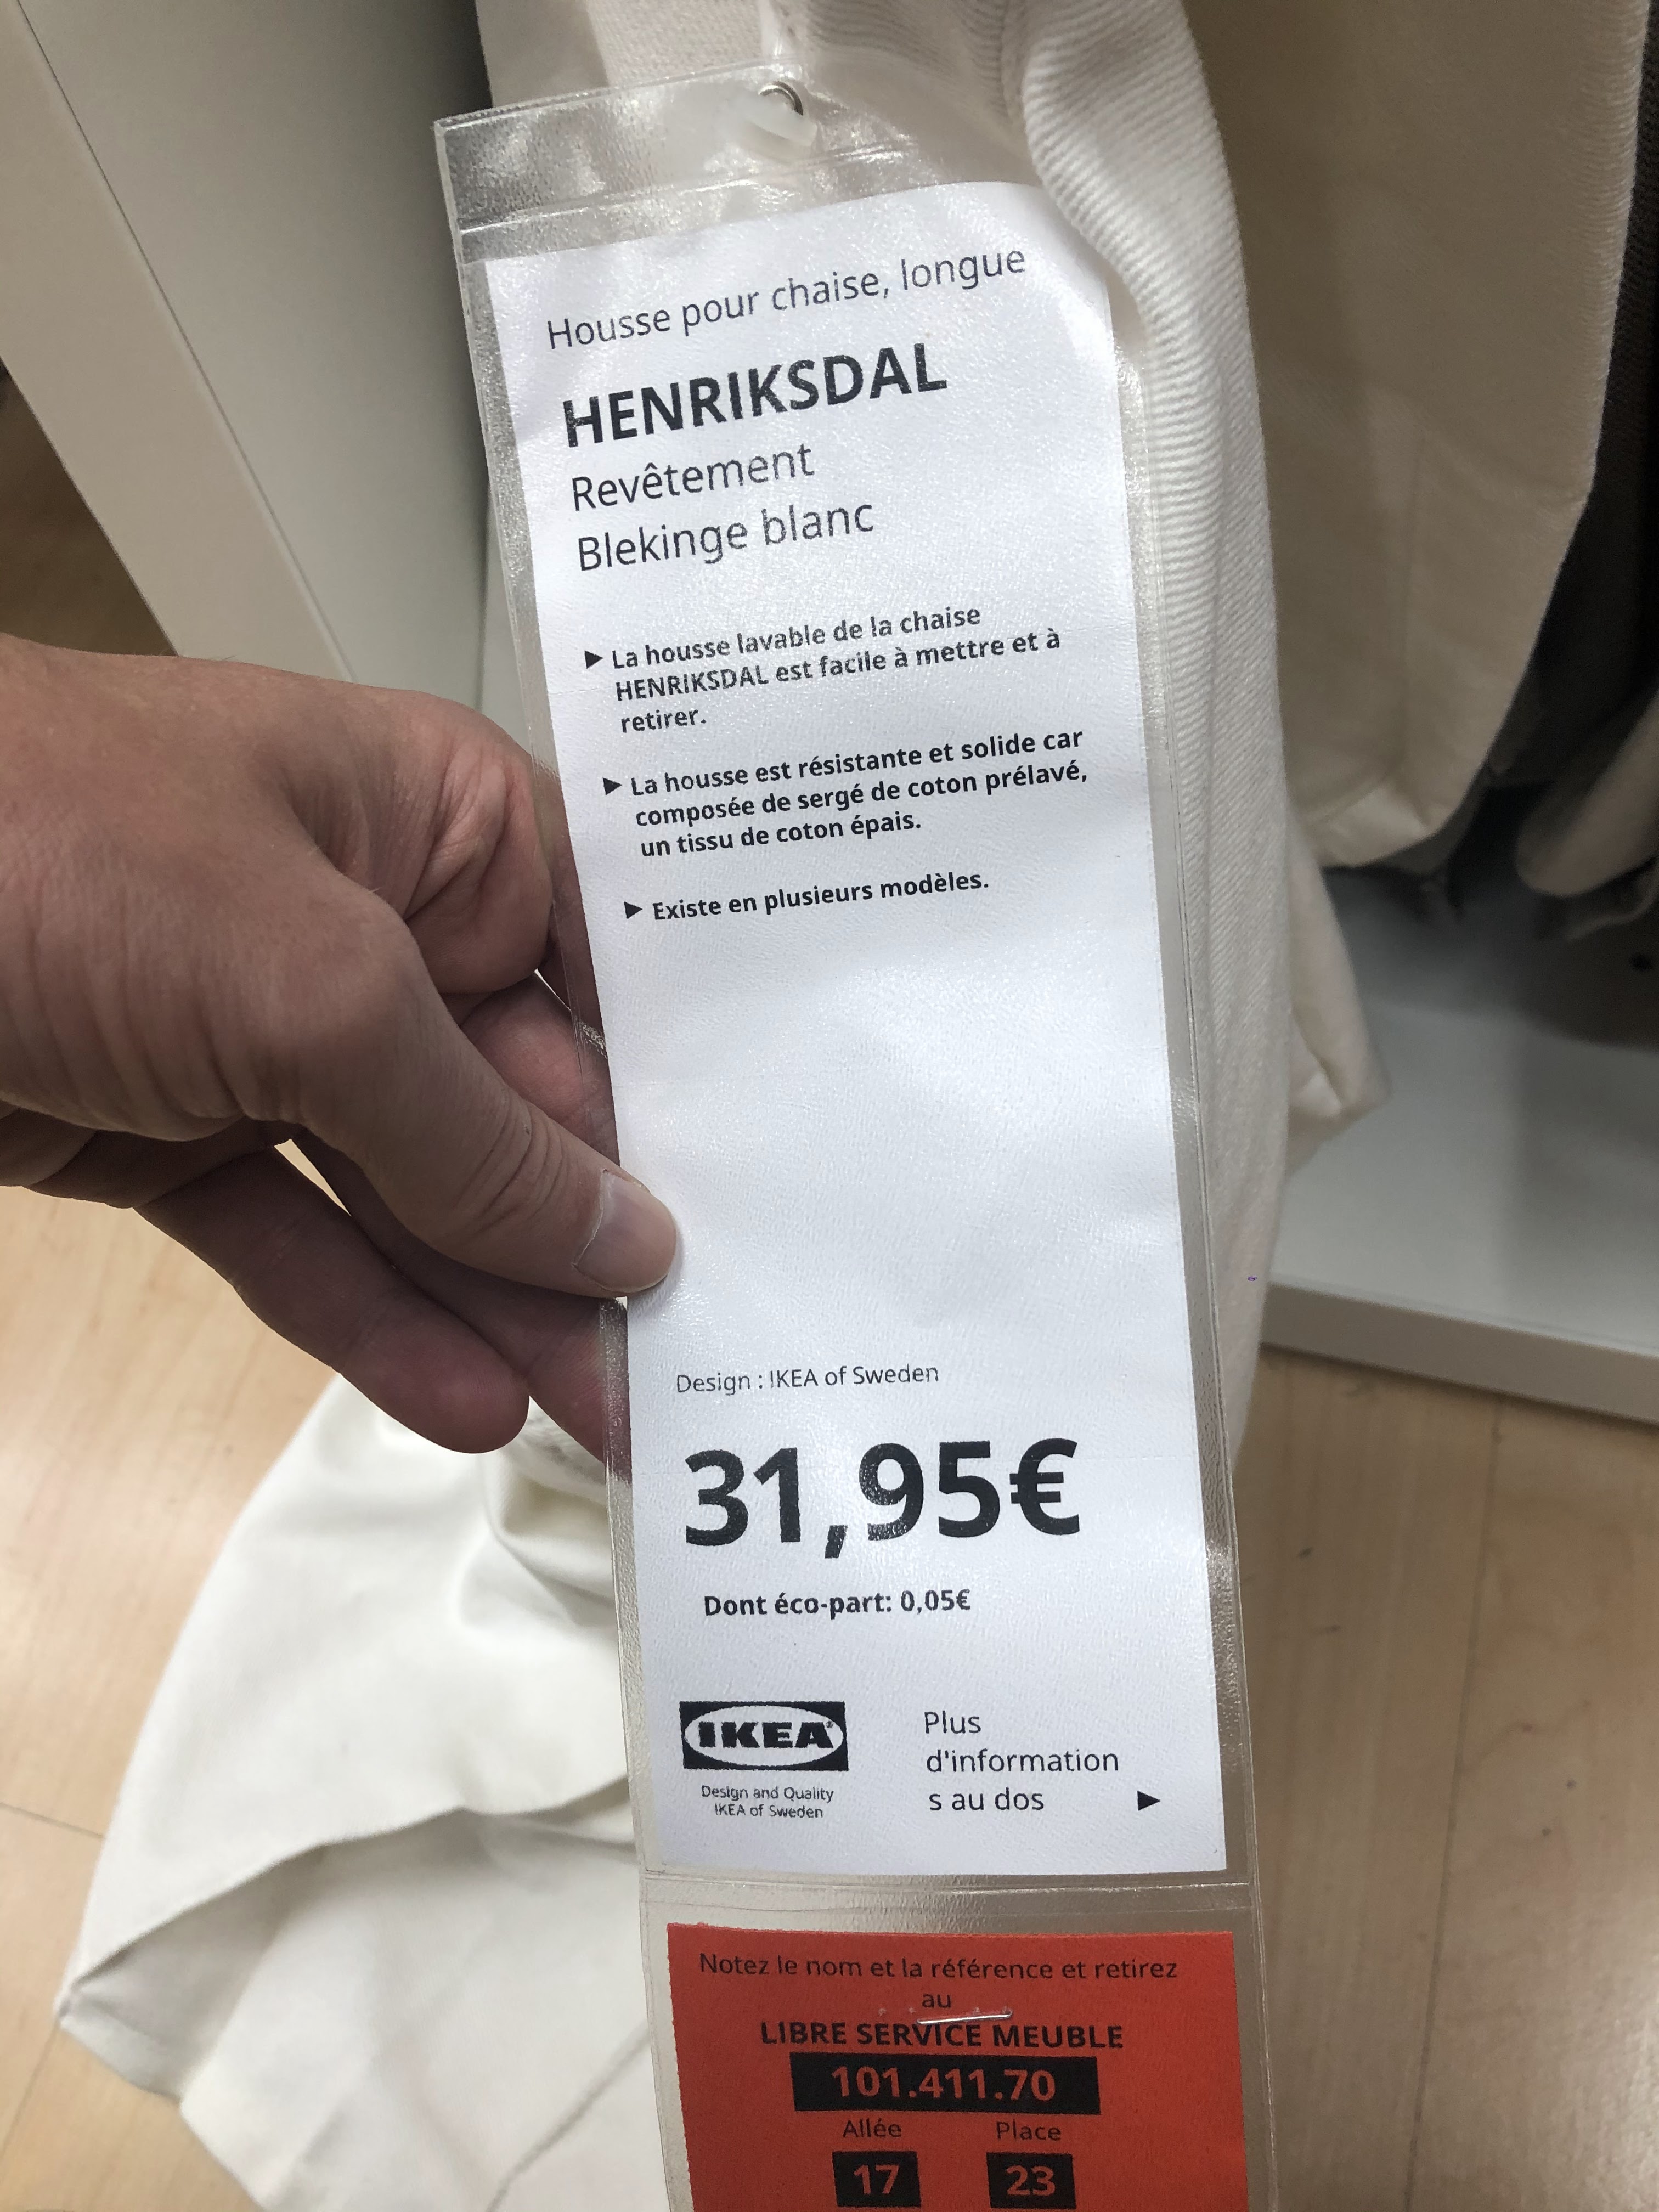 Housse pour chaise, longue
HENRIKSDAL
Revêtement
Blekinge blanc
► La housse lavable de la chaise
HENRIKSDAL est facile à mettre et à
retirer.
► La housse est résistante et solide car
composée de sergé de coton prélavé,
un tissu de coton épais.
► Existe en plusieurs modèles.
Design : IKEA of Sweden
31,95€
Dont éco-part: 0,05€
IKEA®
Design and Quality
IKEA of Sweden
Plus
d'information
s au dos ►
Notez le nom et la référence et retirez
au
LIBRE SERVICE MEUBLE
101.411.70
Allée Place
17 23